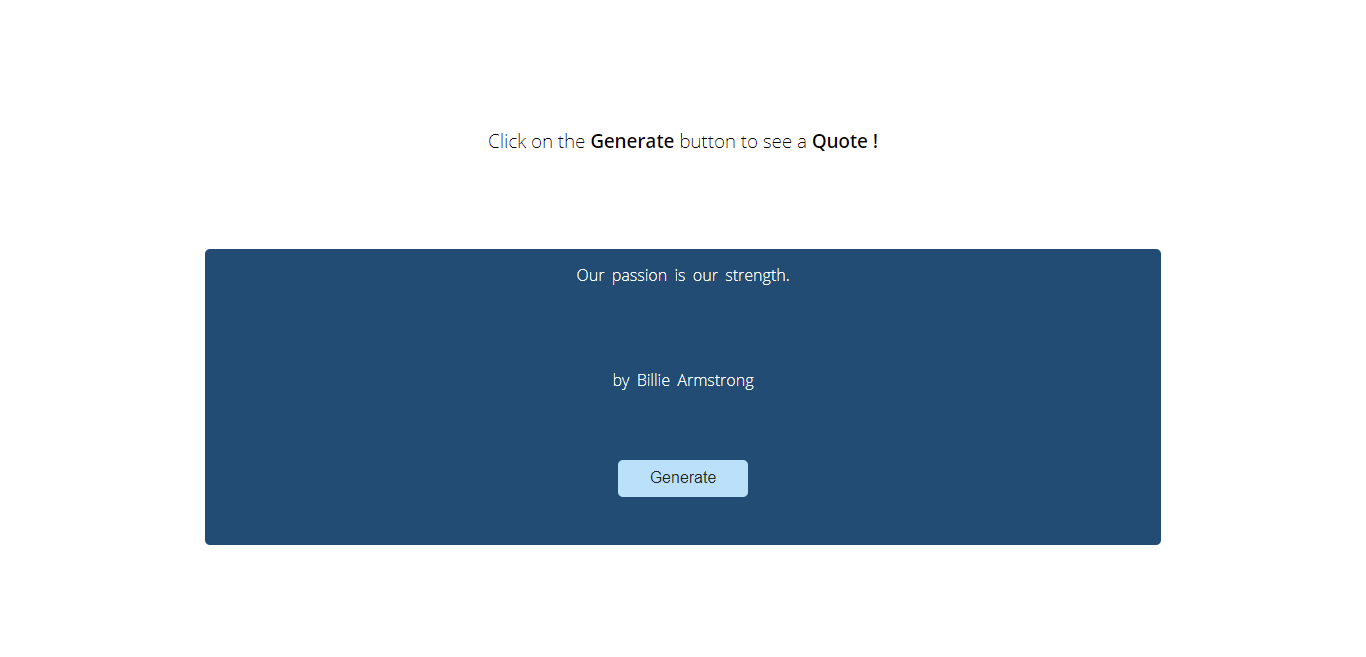 Click on the Generate button to see a Quote !
Our passion is our strength.
by Billie Armstrong
Generate